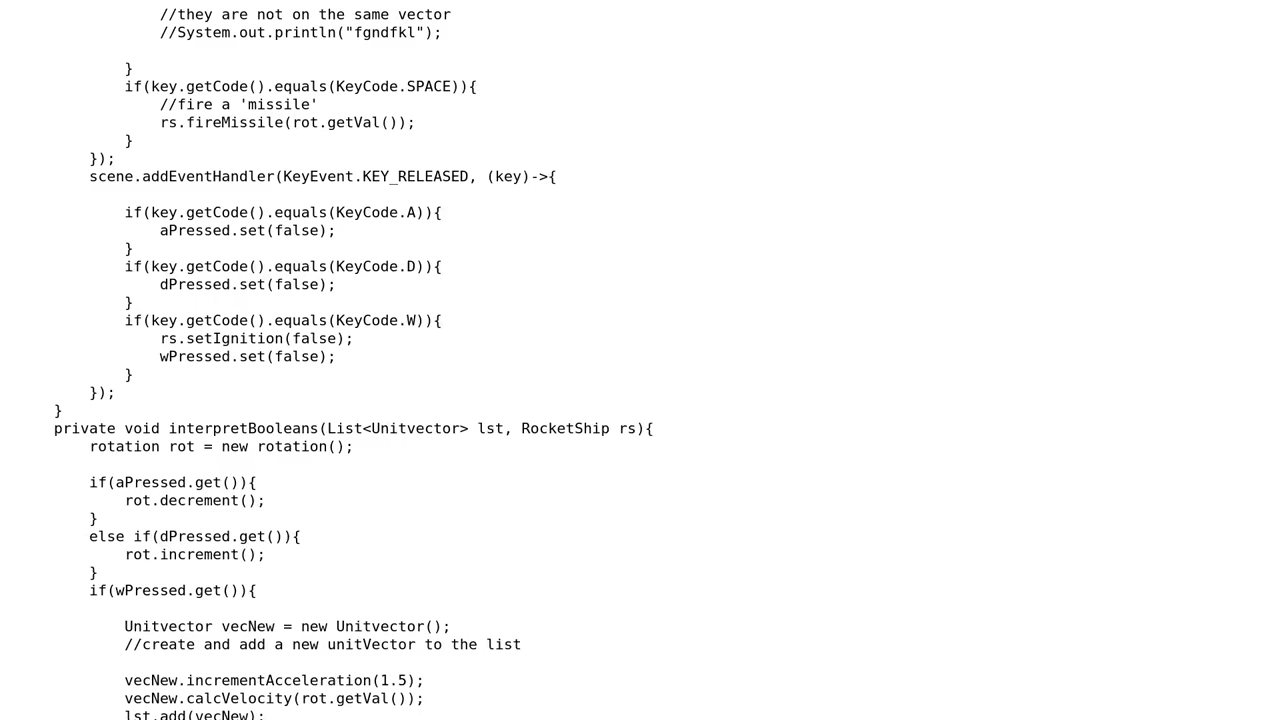 //they are not on the same vector
//System.out.println("fgndfkl");
}
if(key.getCode().equals(KeyCode.SPACE)){
//fire a 'missile'
rs.fireMissile(rot.getVal());
}
});
scene.addEventHandler(KeyEvent.KEY_RELEASED, (key)->{
if(key.getCode().equals(KeyCode.A)){
aPressed.set(false);
}
if(key.getCode().equals(KeyCode.D)){
dPressed.set(false);
}
if(key.getCode().equals(KeyCode.W)){
rs.setIgnition(false);
wPressed.set(false);
}
});
}
private void interpretBooleans(List<Unitvector> lst, RocketShip rs){
rotation rot = new rotation();
if(aPressed.get()){
rot.decrement();
}
else if(dPressed.get()){
rot.increment();
}
if(wPressed.get()){
Unitvector vecNew = new Unitvector();
//create and add a new unitVector to the list
vecNew.incrementAcceleration(1.5);
vecNew.calcVelocity(rot.getVal());
lst.add(vecNew);